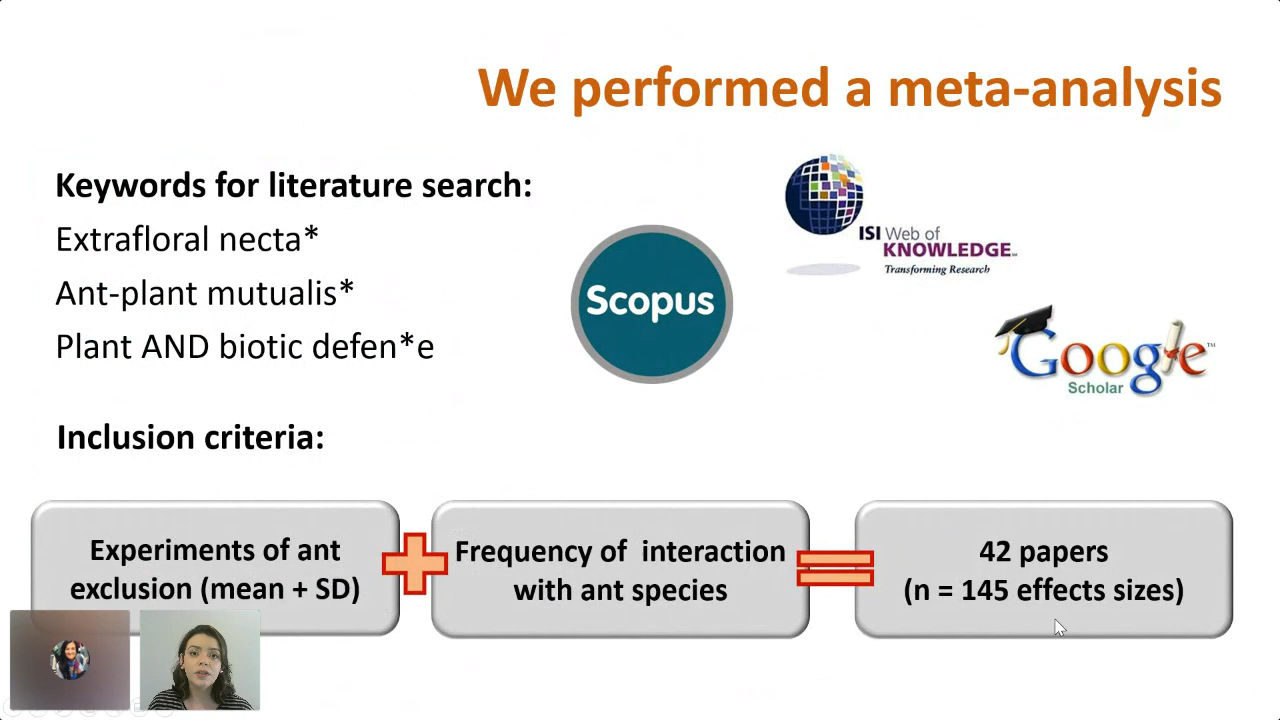 We performed a meta-analysis
Keywords for literature search:
Extrafloral necta*
Ant-plant mutualis*
Plant AND biotic defen*e
Scopus
ISI Web of
KNOWLEDGE
Transforming Research
Google™
Scholar
Inclusion criteria:
Experiments of ant
exclusion (mean + SD)
Frequency of interaction
with ant species
42 papers
(n = 145 effects sizes)